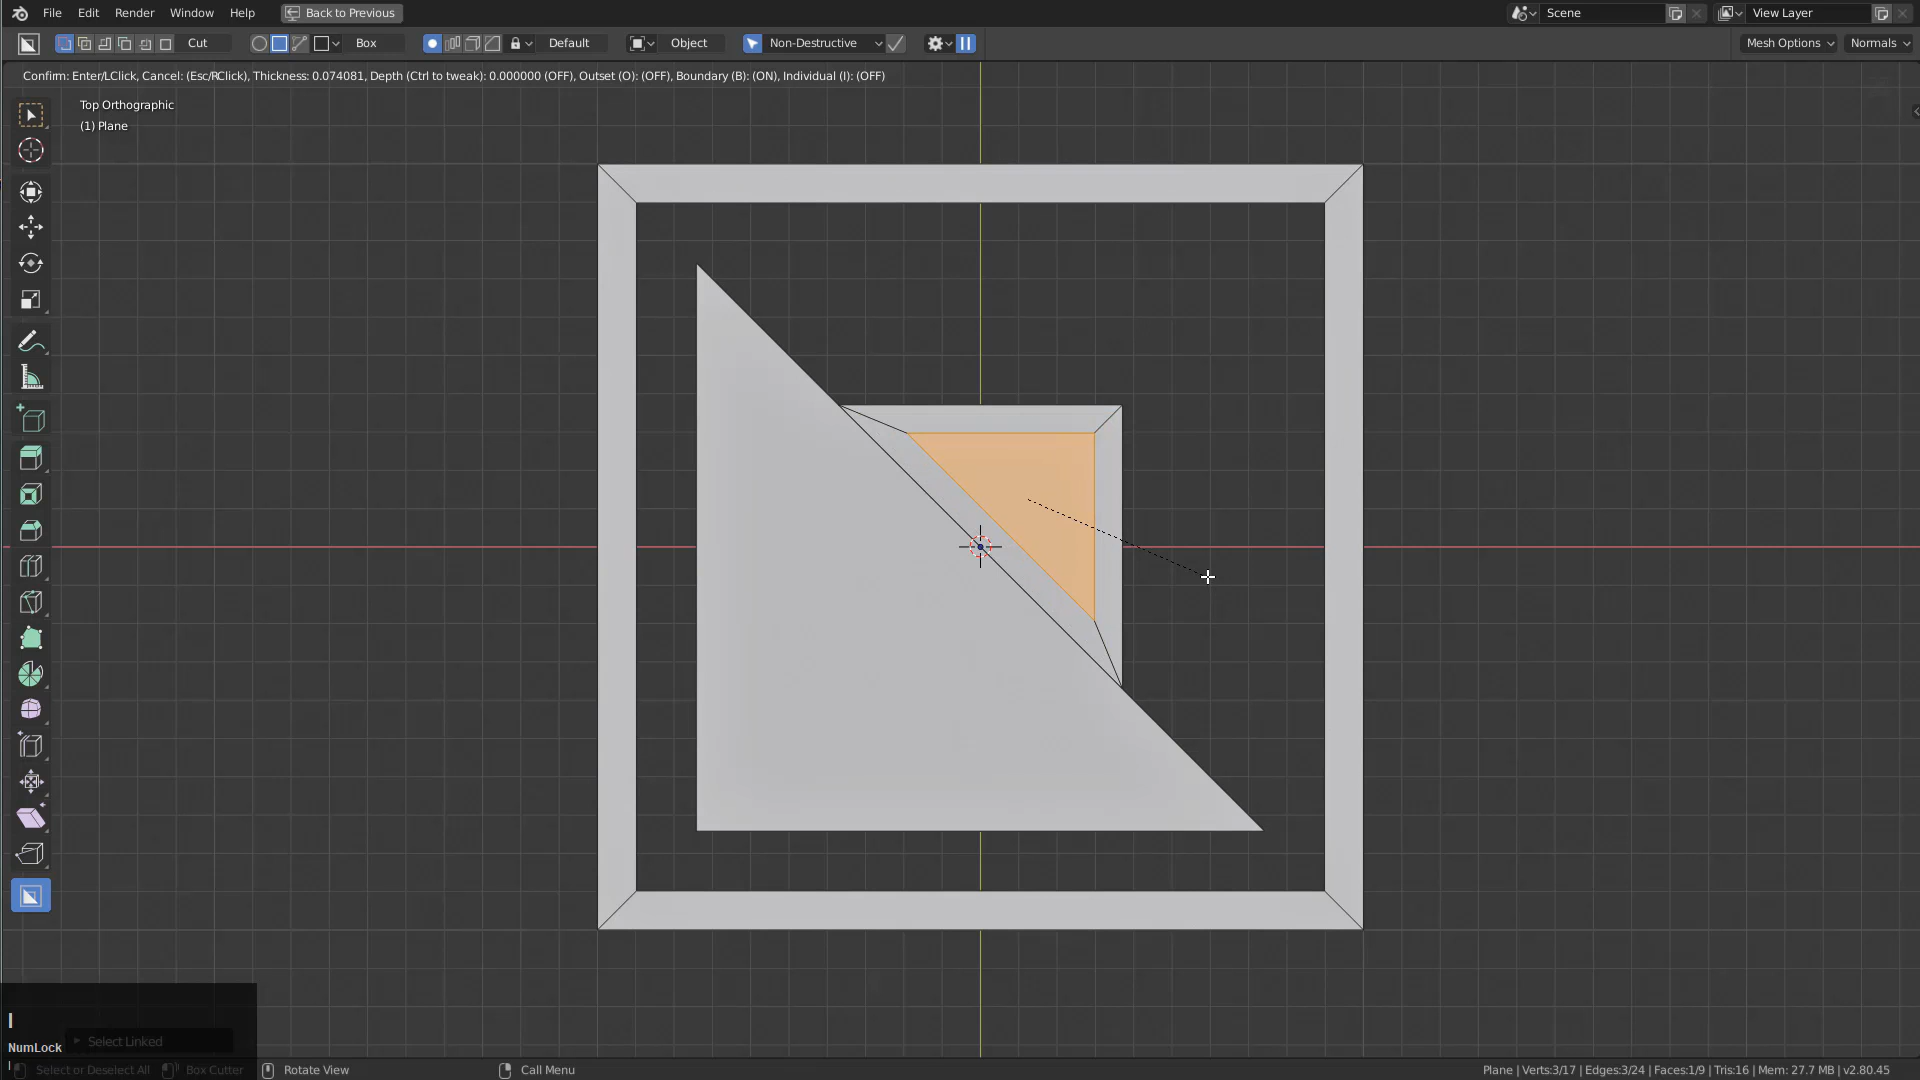 File Edit Render Window Help Back to Previous Scene View Layer
Cut Box Default Object Non-Destructive Mesh Options Normals
Confirm: Enter/LClick, Cancel: (Esc/RClick), Thickness: 0.074081, Depth (Ctrl to tweak): 0.000000 (OFF), Outset (O): (OFF), Boundary (B): (ON), Individual (I): (OFF)
Top Orthographic
(1) Plane
I
Select Linked
NumLock
I
Select or Deselect All Box Cutter Rotate View Call Menu Plane | Verts:3/17 | Edges:3/24 | Faces:1/9 | Tris:16 | Mem: 27.7 MB | v2.80.45